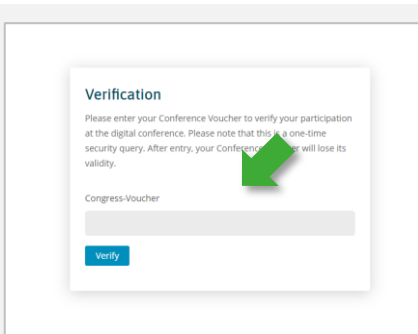 Verification
Please enter your Conference Voucher to verify your participation
at the digital conference. Please note that this is a one-time
security query. After entry, your Conference will lose its
validity.
Congress-Voucher
Verify